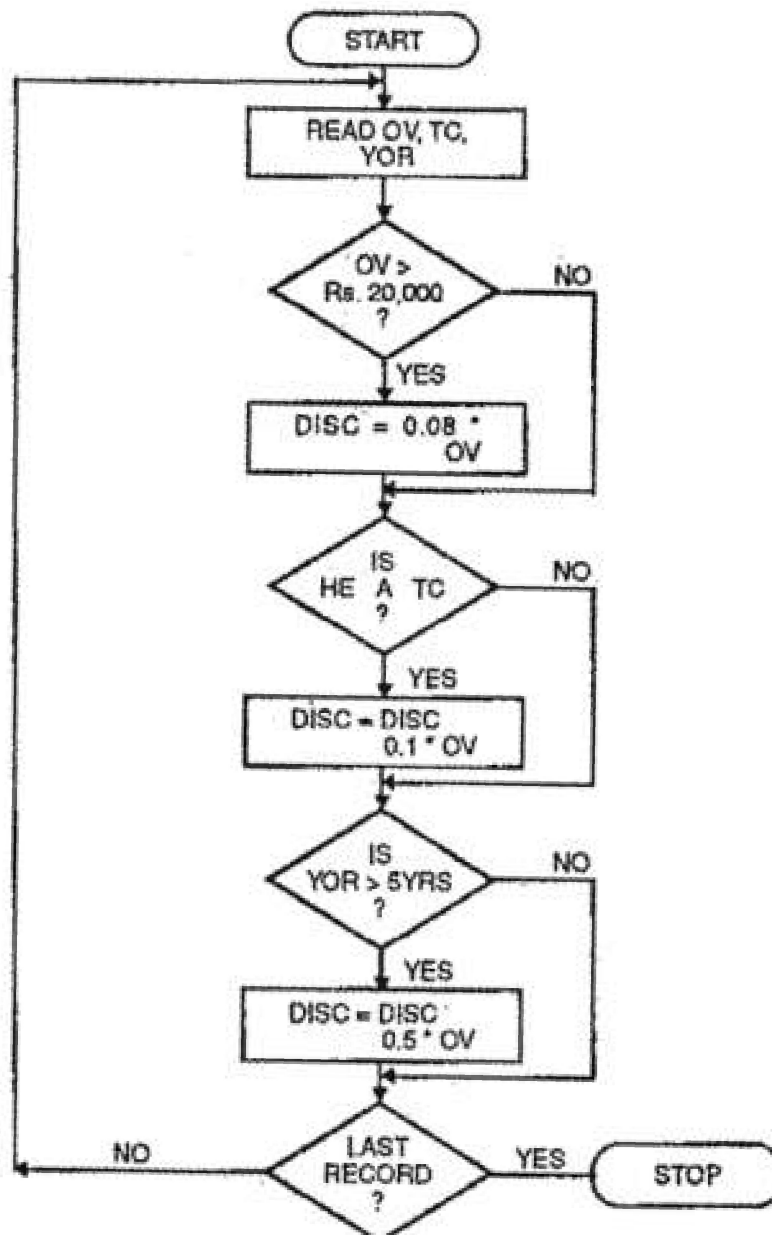 START
READ OV, TC,
YOR
OV >
Rs. 20,000
?
NO
YES
DISC = 0.08 *
OV
IS
HE A TC
?
NO
YES
DISC = DISC
0.1 * OV
IS
YOR > 5YRS
?
NO
YES
DISC = DISC
0.5 * OV
LAST
RECORD
?
NO
YES
STOP